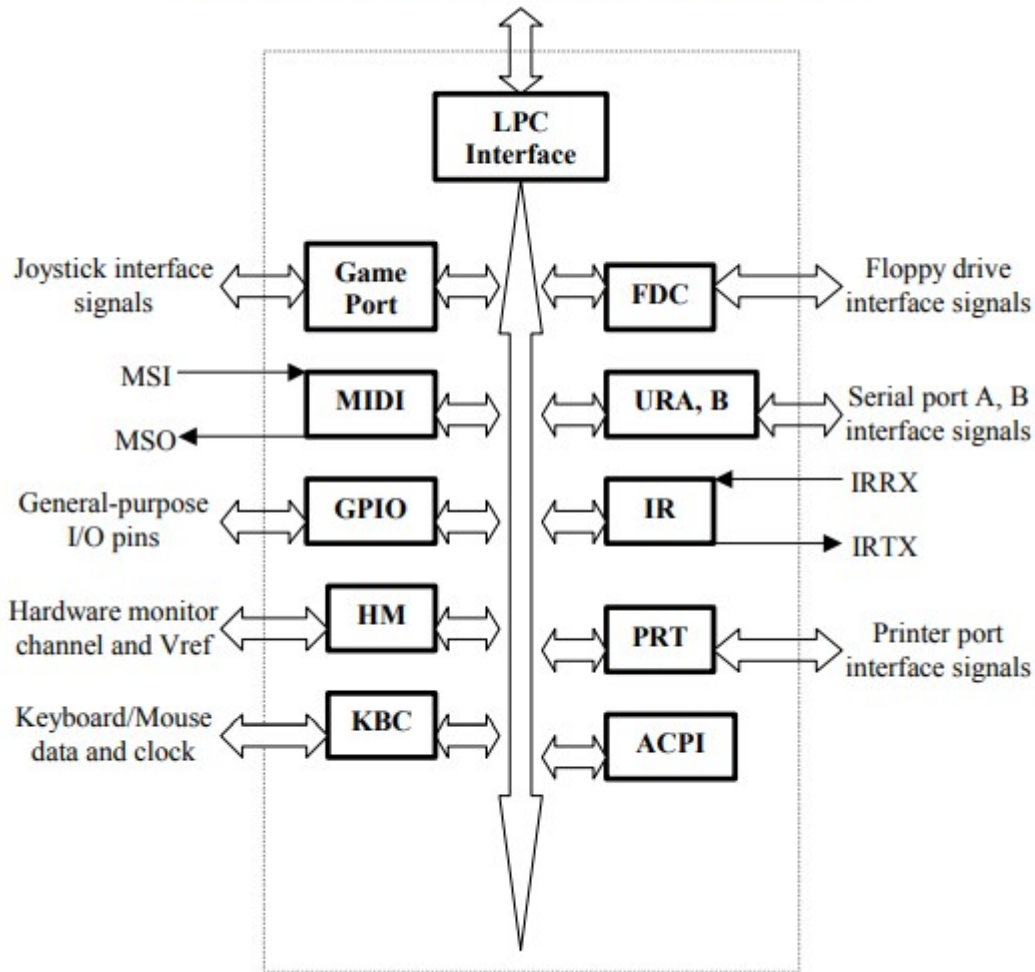 LPC
Interface
Joystick interface
signals
Game
Port
FDC
Floppy drive
interface signals
MSI
MSO
MIDI
URA, B
Serial port A, B
interface signals
General-purpose
I/O pins
GPIO
IR
IRRX
IRTX
Hardware monitor
channel and Vref
HM
PRT
Printer port
interface signals
Keyboard/Mouse
data and clock
KBC
ACPI